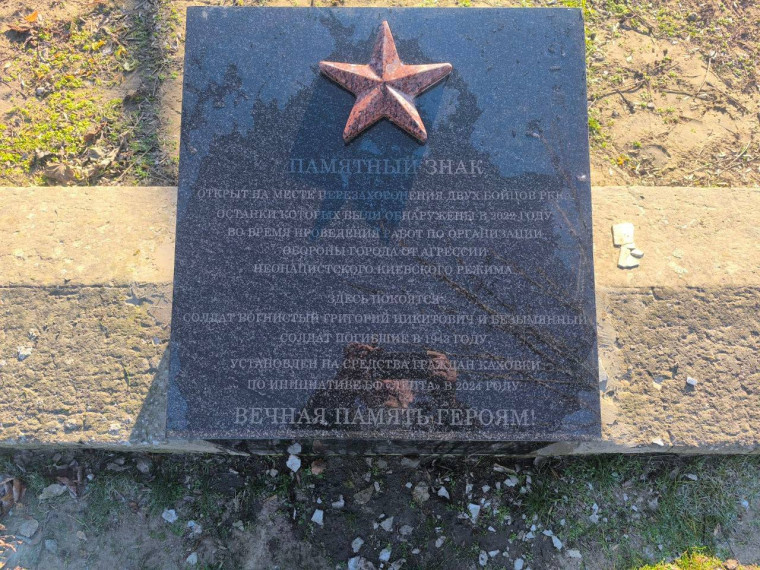 ПАМЯТНЫЙ ЗНАК
ОТКРЫТ НА МЕСТЕ ПЕРЕЗАХОРОНЕНИЯ ДВУХ БОЙЦОВ РККА,
ОСТАНКИ КОТОРЫХ БЫЛИ ОБНАРУЖЕНЫ В 2022 ГОДУ
ВО ВРЕМЯ ПРОВЕДЕНИЯ РАБОТ ПО ОРГАНИЗАЦИИ
ОБОРОНЫ ГОРОДА ОТ АГРЕССИИ
НЕОНАЦИСТСКОГО КИЕВСКОГО РЕЖИМА
ЗДЕСЬ ПОКОЯТСЯ:
СОЛДАТ ВОГНИСТЫЙ ГРИГОРИЙ НИКИТОВИЧ И БЕЗЫМЯННЫЙ
СОЛДАТ ПОГИБШИЕ В 1943 ГОДУ.
УСТАНОВЛЕН НА СРЕДСТВА ГРАЖДАН КАХОВКИ
ПО ИНИЦИАТИВЕ БФ "ЛЕПТА" В 2024 ГОДУ
ВЕЧНАЯ ПАМЯТЬ ГЕРОЯМ!